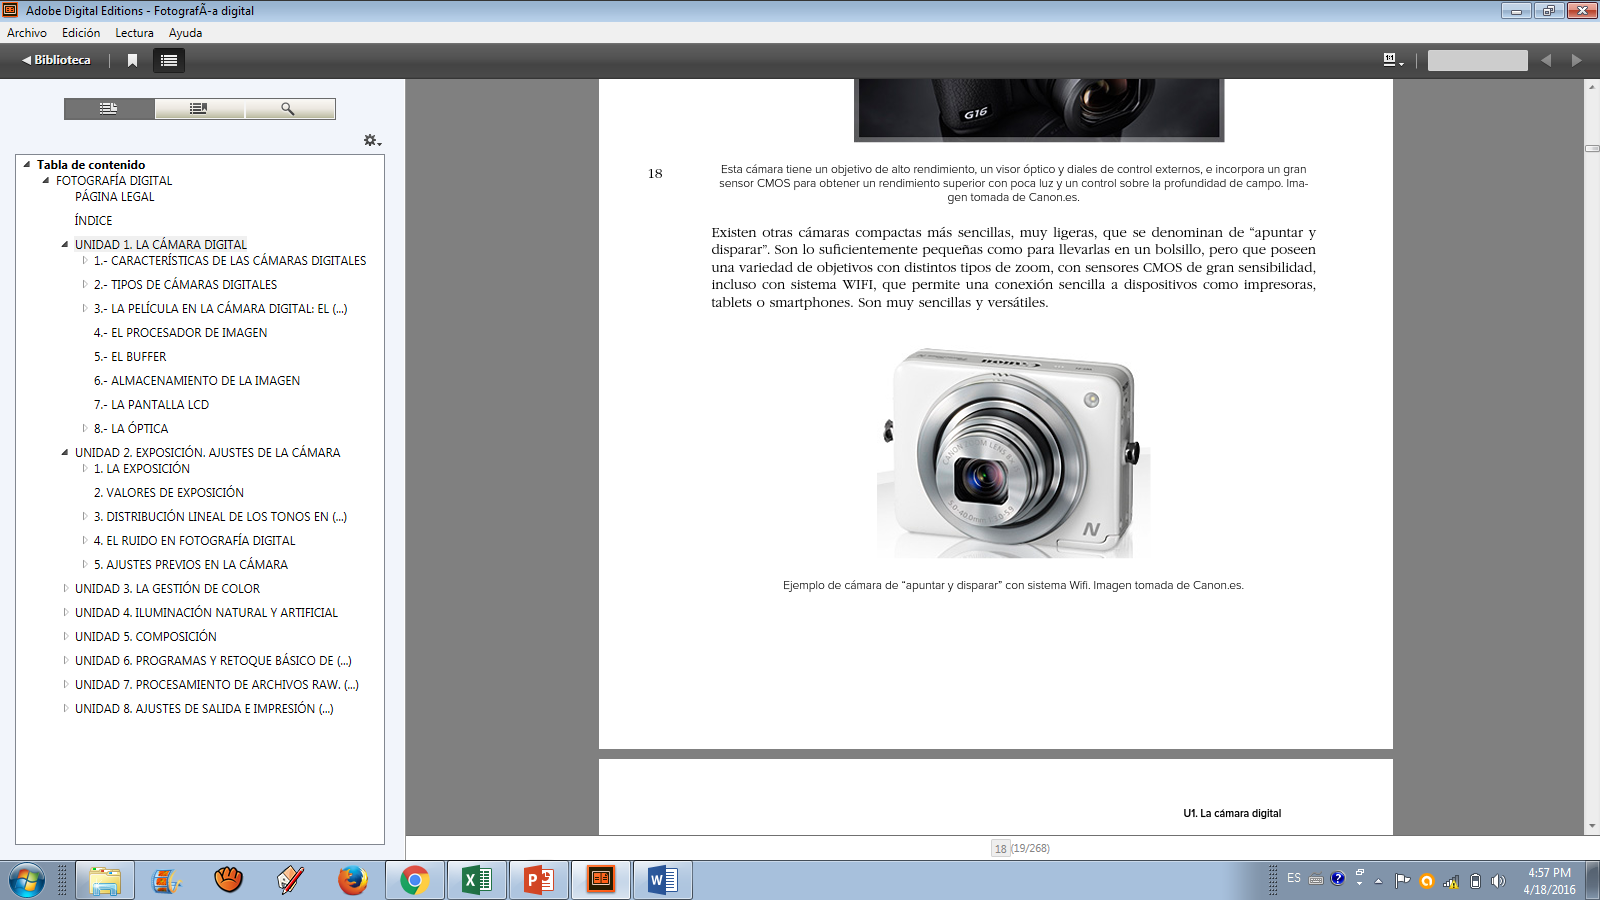 Adobe Digital Editions - FotografÃ-a digital
Archivo Edición Lectura Ayuda
Biblioteca
Tabla de contenido
FOTOGRAFÍA DIGITAL
PÁGINA LEGAL
ÍNDICE
UNIDAD 1. LA CÁMARA DIGITAL
1.- CARACTERÍSTICAS DE LAS CÁMARAS DIGITALES
2.- TIPOS DE CÁMARAS DIGITALES
3.- LA PELÍCULA EN LA CÁMARA DIGITAL: EL (...)
4.- EL PROCESADOR DE IMAGEN
5.- EL BUFFER
6.- ALMACENAMIENTO DE LA IMAGEN
7.- LA PANTALLA LCD
8.- LA ÓPTICA
UNIDAD 2. EXPOSICIÓN. AJUSTES DE LA CÁMARA
1. LA EXPOSICIÓN
2. VALORES DE EXPOSICIÓN
3. DISTRIBUCIÓN LINEAL DE LOS TONOS EN (...)
4. EL RUIDO EN FOTOGRAFÍA DIGITAL
5. AJUSTES PREVIOS EN LA CÁMARA
UNIDAD 3. LA GESTIÓN DE COLOR
UNIDAD 4. ILUMINACIÓN NATURAL Y ARTIFICIAL
UNIDAD 5. COMPOSICIÓN
UNIDAD 6. PROGRAMAS Y RETOQUE BÁSICO DE (...)
UNIDAD 7. PROCESAMIENTO DE ARCHIVOS RAW. (...)
UNIDAD 8. AJUSTES DE SALIDA E IMPRESIÓN (...)
G16
18
Esta cámara tiene un objetivo de alto rendimiento, un visor óptico y diales de control externos, e incorpora un gran
sensor CMOS para obtener un rendimiento superior con poca luz y un control sobre la profundidad de campo. Ima-
gen tomada de Canon.es.
Existen otras cámaras compactas más sencillas, muy ligeras, que se denominan de “apuntar y
disparar”. Son lo suficientemente pequeñas como para llevarlas en un bolsillo, pero que poseen
una variedad de objetivos con distintos tipos de zoom, con sensores CMOS de gran sensibilidad,
incluso con sistema WIFI, que permite una conexión sencilla a dispositivos como impresoras,
tablets o smartphones. Son muy sencillas y versátiles.
Canon
CANON ZOOM LENS
5.0-40.0mm
N
Ejemplo de cámara de “apuntar y disparar” con sistema Wifi. Imagen tomada de Canon.es.
U1. La cámara digital
18 (19/268)
ES
4:57 PM
4/18/2016